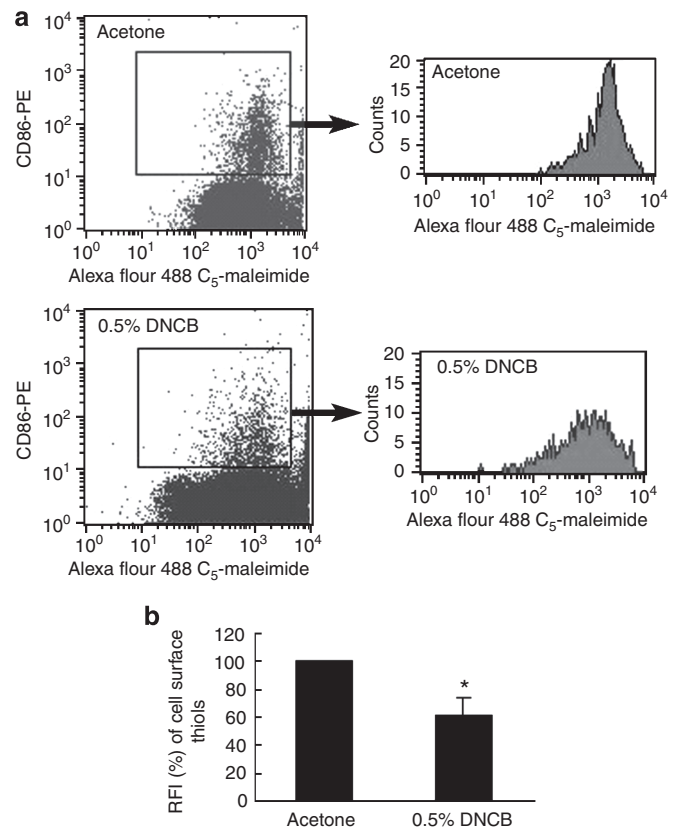 a
Acetone
CD86-PE
10⁴
10³
10²
10¹
10⁰
10⁰ 10¹ 10² 10³ 10⁴
Alexa flour 488 C₅-maleimide
Acetone
Counts
20
15
10
5
0
10⁰ 10¹ 10² 10³ 10⁴
Alexa flour 488 C₅-maleimide
0.5% DNCB
CD86-PE
10⁴
10³
10²
10¹
10⁰
10⁰ 10¹ 10² 10³ 10⁴
Alexa flour 488 C₅-maleimide
0.5% DNCB
Counts
20
15
10
5
0
10⁰ 10¹ 10² 10³ 10⁴
Alexa flour 488 C₅-maleimide
b
RFI (%) of cell surface
thiols
120
100
80
60
40
20
0
*
Acetone 0.5% DNCB